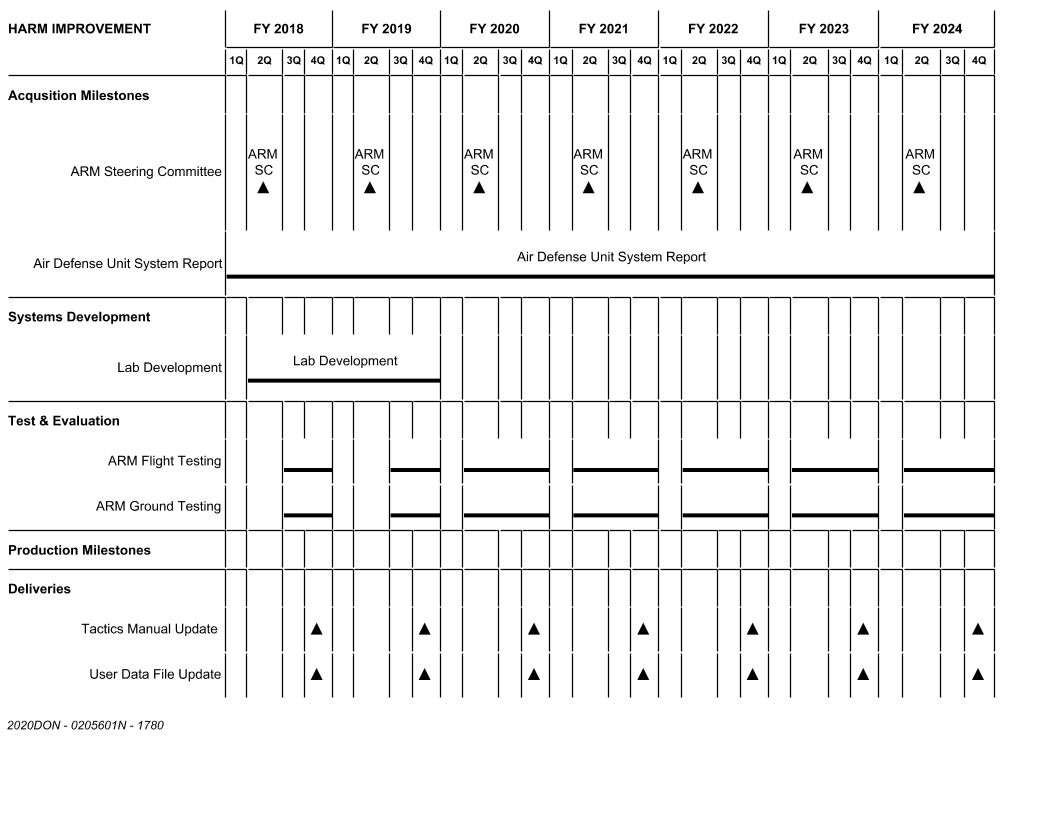 HARM IMPROVEMENT FY 2018 FY 2019 FY 2020 FY 2021 FY 2022 FY 2023 FY 2024
1Q 2Q 3Q 4Q 1Q 2Q 3Q 4Q 1Q 2Q 3Q 4Q 1Q 2Q 3Q 4Q 1Q 2Q 3Q 4Q 1Q 2Q 3Q 4Q 1Q 2Q 3Q 4Q
Acqusition Milestones
ARM ARM ARM ARM ARM ARM ARM
ARM Steering Committee SC SC SC SC SC SC SC
Air Defense Unit System Report
Air Defense Unit System Report
Systems Development
Lab Development
Lab Development
Test & Evaluation
ARM Flight Testing
ARM Ground Testing
Production Milestones
Deliveries
Tactics Manual Update
User Data File Update
2020DON - 0205601N - 1780